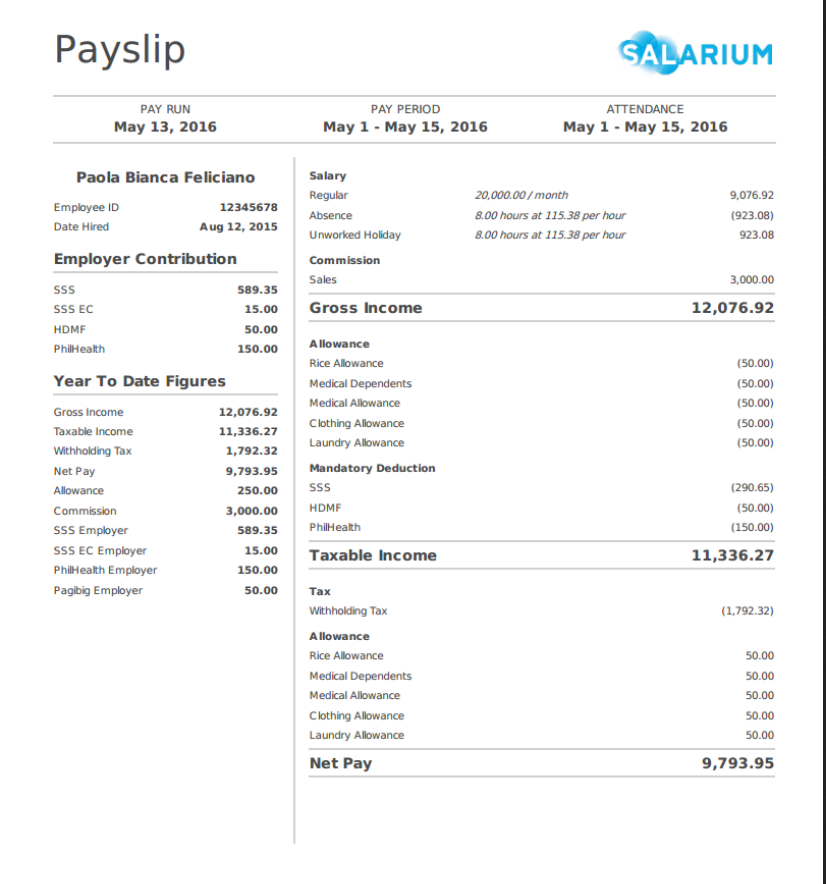 Payslip
SALARIUM
PAY RUN
May 13, 2016
PAY PERIOD
May 1 - May 15, 2016
ATTENDANCE
May 1 - May 15, 2016
Paola Bianca Feliciano
Employee ID 12345678
Date Hired Aug 12, 2015
Employer Contribution
SSS 589.35
SSS EC 15.00
HDMF 50.00
PhilHealth 150.00
Year To Date Figures
Gross Income 12,076.92
Taxable Income 11,336.27
Withholding Tax 1,792.32
Net Pay 9,793.95
Allowance 250.00
Commission 3,000.00
SSS Employer 589.35
SSS EC Employer 15.00
PhilHealth Employer 150.00
Pagibig Employer 50.00
Salary
Regular 20,000.00 / month 9,076.92
Absence 8.00 hours at 115.38 per hour (923.08)
Unworked Holiday 8.00 hours at 115.38 per hour 923.08
Commission
Sales 3,000.00
Gross Income 12,076.92
Allowance
Rice Allowance (50.00)
Medical Dependents (50.00)
Medical Allowance (50.00)
Clothing Allowance (50.00)
Laundry Allowance (50.00)
Mandatory Deduction
SSS (290.65)
HDMF (50.00)
PhilHealth (150.00)
Taxable Income 11,336.27
Tax
Withholding Tax (1,792.32)
Allowance
Rice Allowance 50.00
Medical Dependents 50.00
Medical Allowance 50.00
Clothing Allowance 50.00
Laundry Allowance 50.00
Net Pay 9,793.95